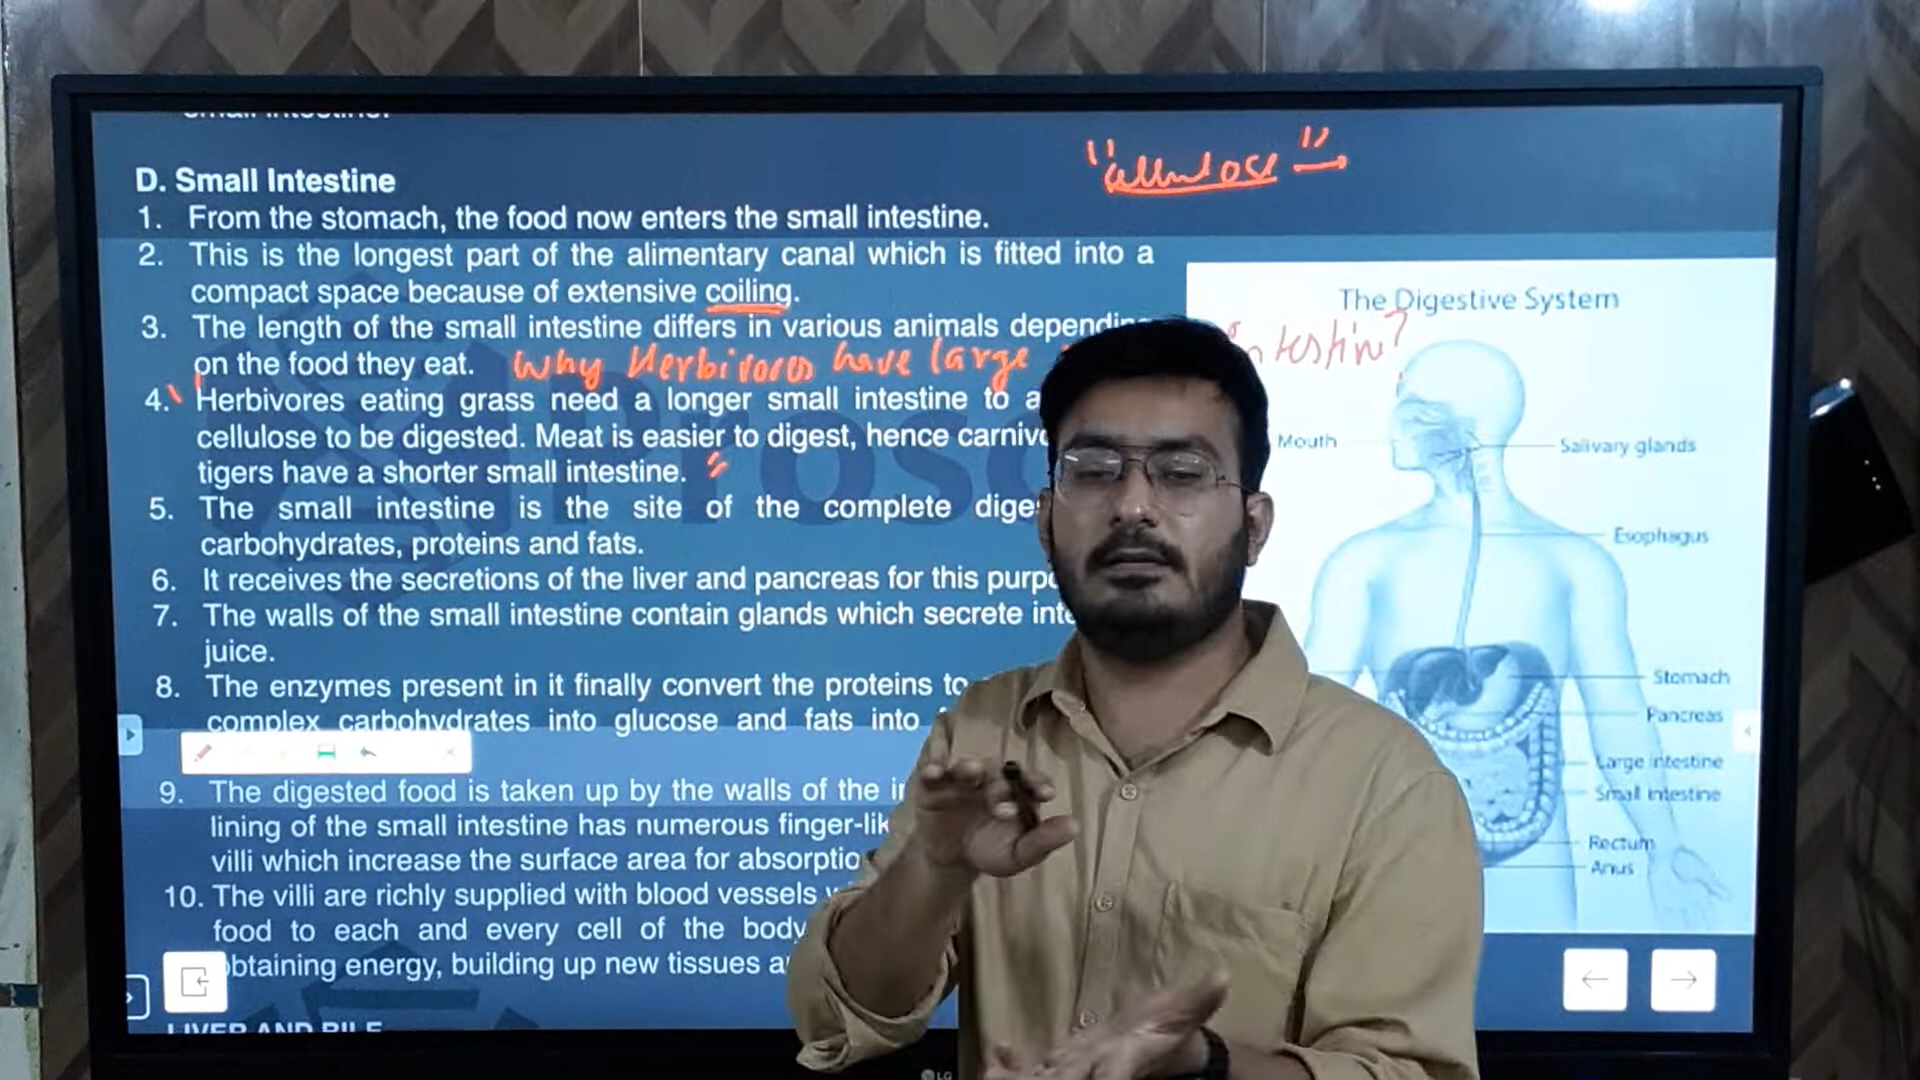 "cellulose" →
D. Small Intestine
1. From the stomach, the food now enters the small intestine.
2. This is the longest part of the alimentary canal which is fitted into a
compact space because of extensive coiling.
3. The length of the small intestine differs in various animals depending
on the food they eat. Why Herbivores have large intestine?
4. Herbivores eating grass need a longer small intestine to
cellulose to be digested. Meat is easier to digest, hence
tigers have a shorter small intestine.
5. The small intestine is the site of the complete
carbohydrates, proteins and fats.
6. It receives the secretions of the liver and pancreas for this
7. The walls of the small intestine contain glands which secrete
juice.
8. The enzymes present in it finally convert the proteins to
complex carbohydrates into glucose and fats into
9. The digested food is taken up by the walls of the
lining of the small intestine has numerous
villi which increase the surface area for
10. The villi are richly supplied with blood vessels
food to each and every cell of the body
obtaining energy, building up new tissues
LIVER AND BILE
The Digestive System
Mouth
Salivary glands
Esophagus
Stomach
Pancreas
Large intestine
Small intestine
Rectum
Anus
LG